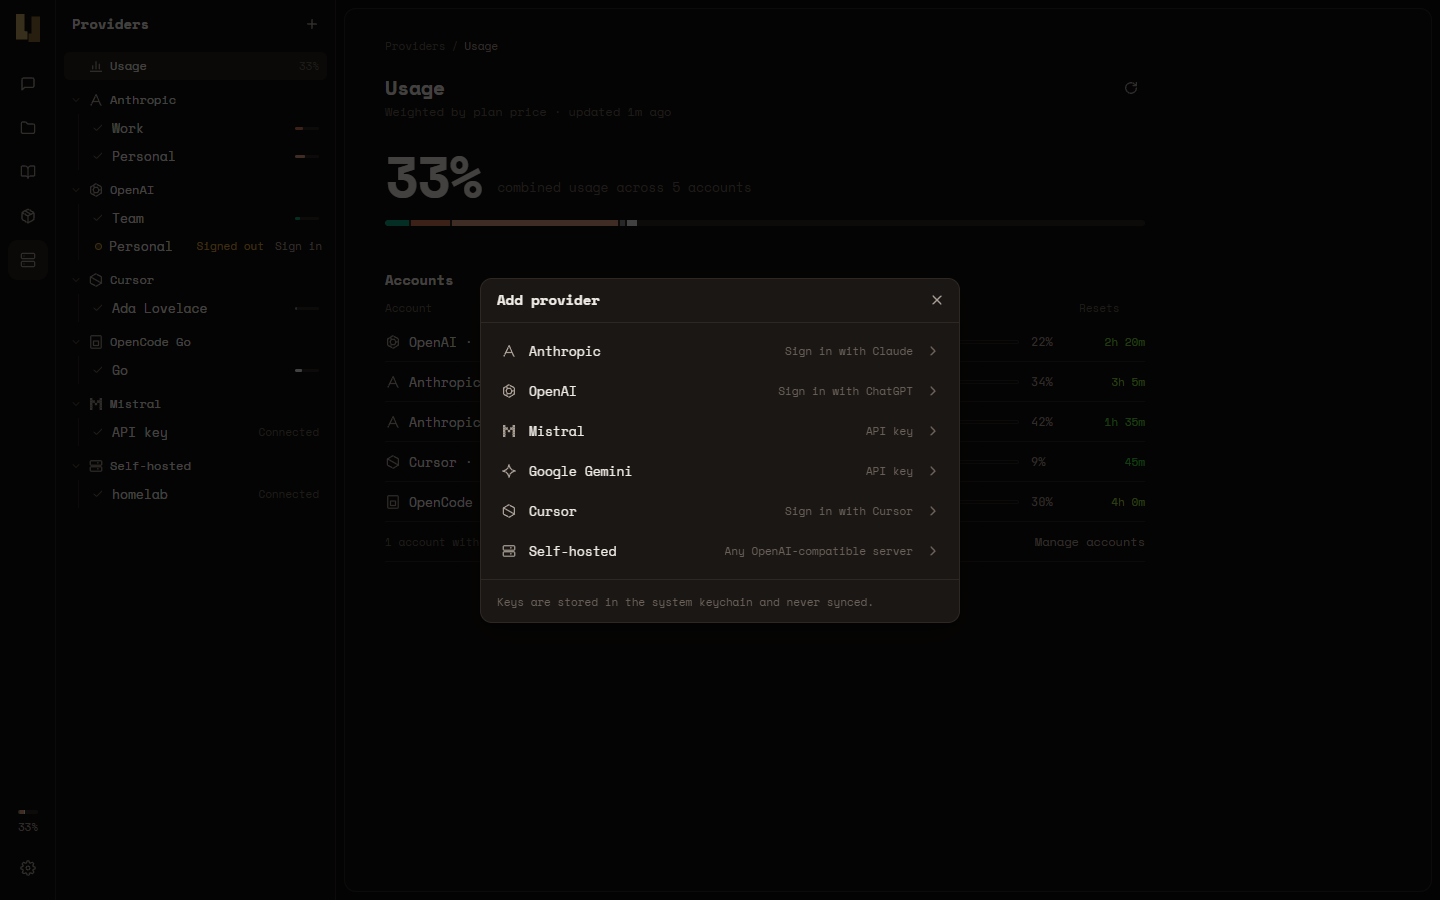 Providers
Usage 33%
Anthropic
Work
Personal
OpenAI
Team
Personal Signed out Sign in
Cursor
Ada Lovelace
OpenCode Go
Go
Mistral
API key Connected
Self-hosted
homelab Connected
33%
Providers / Usage
Usage
Weighted by plan price · updated 1m ago
33% combined usage across 5 accounts
Accounts
Account Resets
OpenAI · 22% 2h 20m
Anthropic 34% 3h 5m
Anthropic 42% 1h 35m
Cursor · 9% 45m
OpenCode 30% 4h 0m
1 account with Manage accounts
Add provider
Anthropic Sign in with Claude
OpenAI Sign in with ChatGPT
Mistral API key
Google Gemini API key
Cursor Sign in with Cursor
Self-hosted Any OpenAI-compatible server
Keys are stored in the system keychain and never synced.